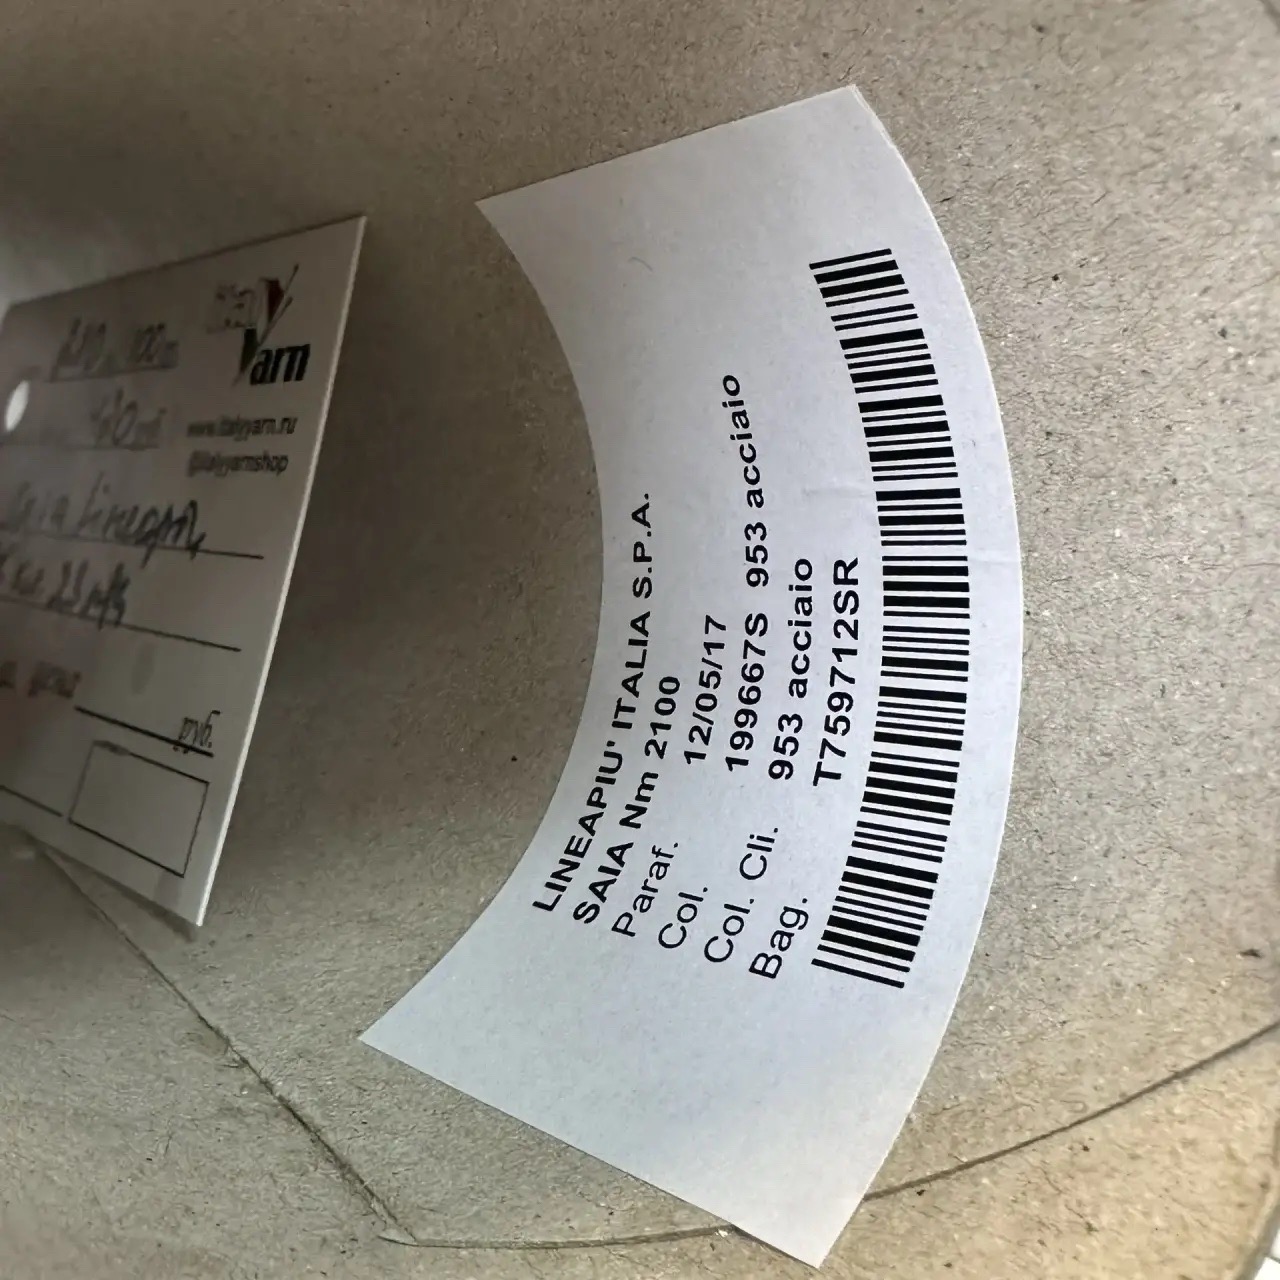 LINEAPIU' ITALIA S.P.A.
SAIA Nm 2100
Paraf. 12/05/17
Col. 199667S 953 acciaio
Col. Cli. 953 acciaio
Bag. T759712SR
Yarn
www.italyyarn.ru
@italyyarnshop
руб.